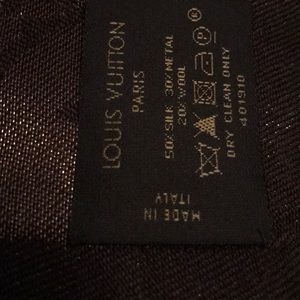 LOUIS VUITTON
PARIS
50% SILK 30% METAL
20% WOOL
DRY CLEAN ONLY
401910
MADE IN
ITALY